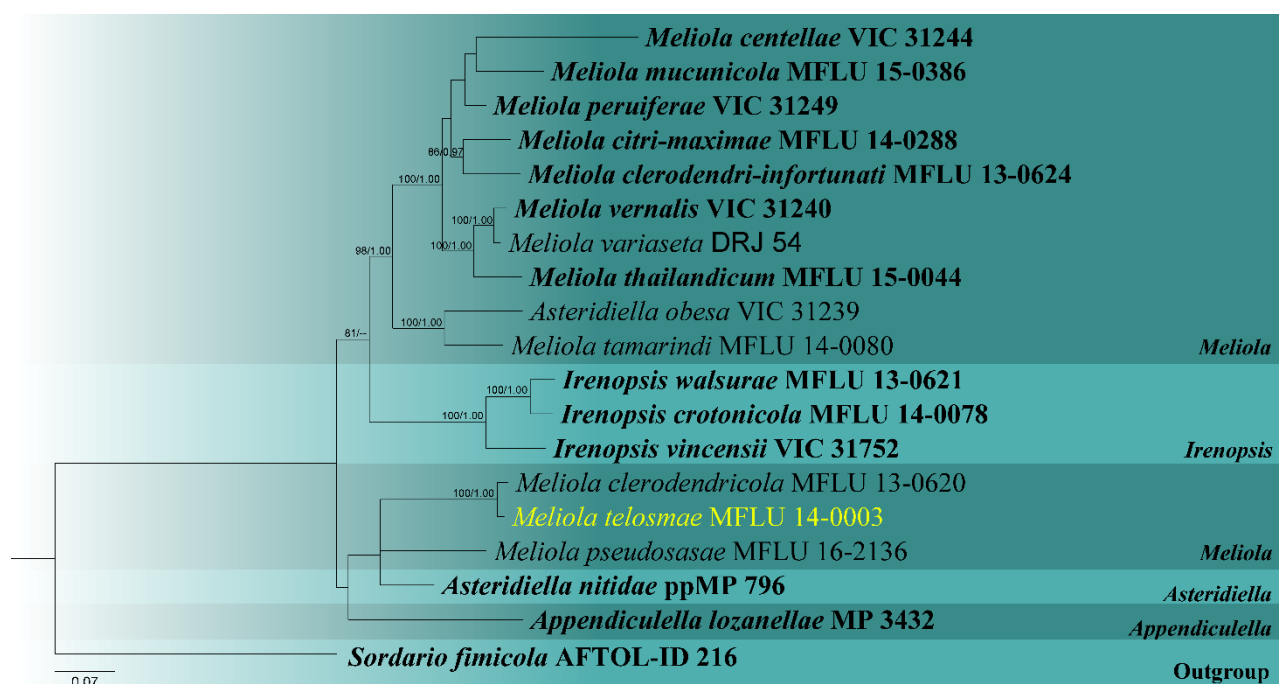 Meliola centellae VIC 31244
Meliola mucunicola MFLU 15-0386
Meliola peruiferae VIC 31249
Meliola citri-maximae MFLU 14-0288
86/0.97
Meliola clerodendri-infortunati MFLU 13-0624
100/1.00
Meliola vernalis VIC 31240
100/1.00
Meliola variaseta DRJ 54
100/1.00
98/1.00
Meliola thailandicum MFLU 15-0044
Asteridiella obesa VIC 31239
100/1.00
81/--
Meliola tamarindi MFLU 14-0080
Meliola
Irenopsis walsurae MFLU 13-0621
100/1.00
Irenopsis crotonicola MFLU 14-0078
100/1.00
Irenopsis vincensii VIC 31752
Irenopsis
Meliola clerodendricola MFLU 13-0620
100/1.00
Meliola telosmae MFLU 14-0003
Meliola pseudosasae MFLU 16-2136
Meliola
Asteridiella nitidae ppMP 796
Asteridiella
Appendiculella lozanellae MP 3432
Appendiculella
Sordario fimicola AFTOL-ID 216
Outgroup
0.07